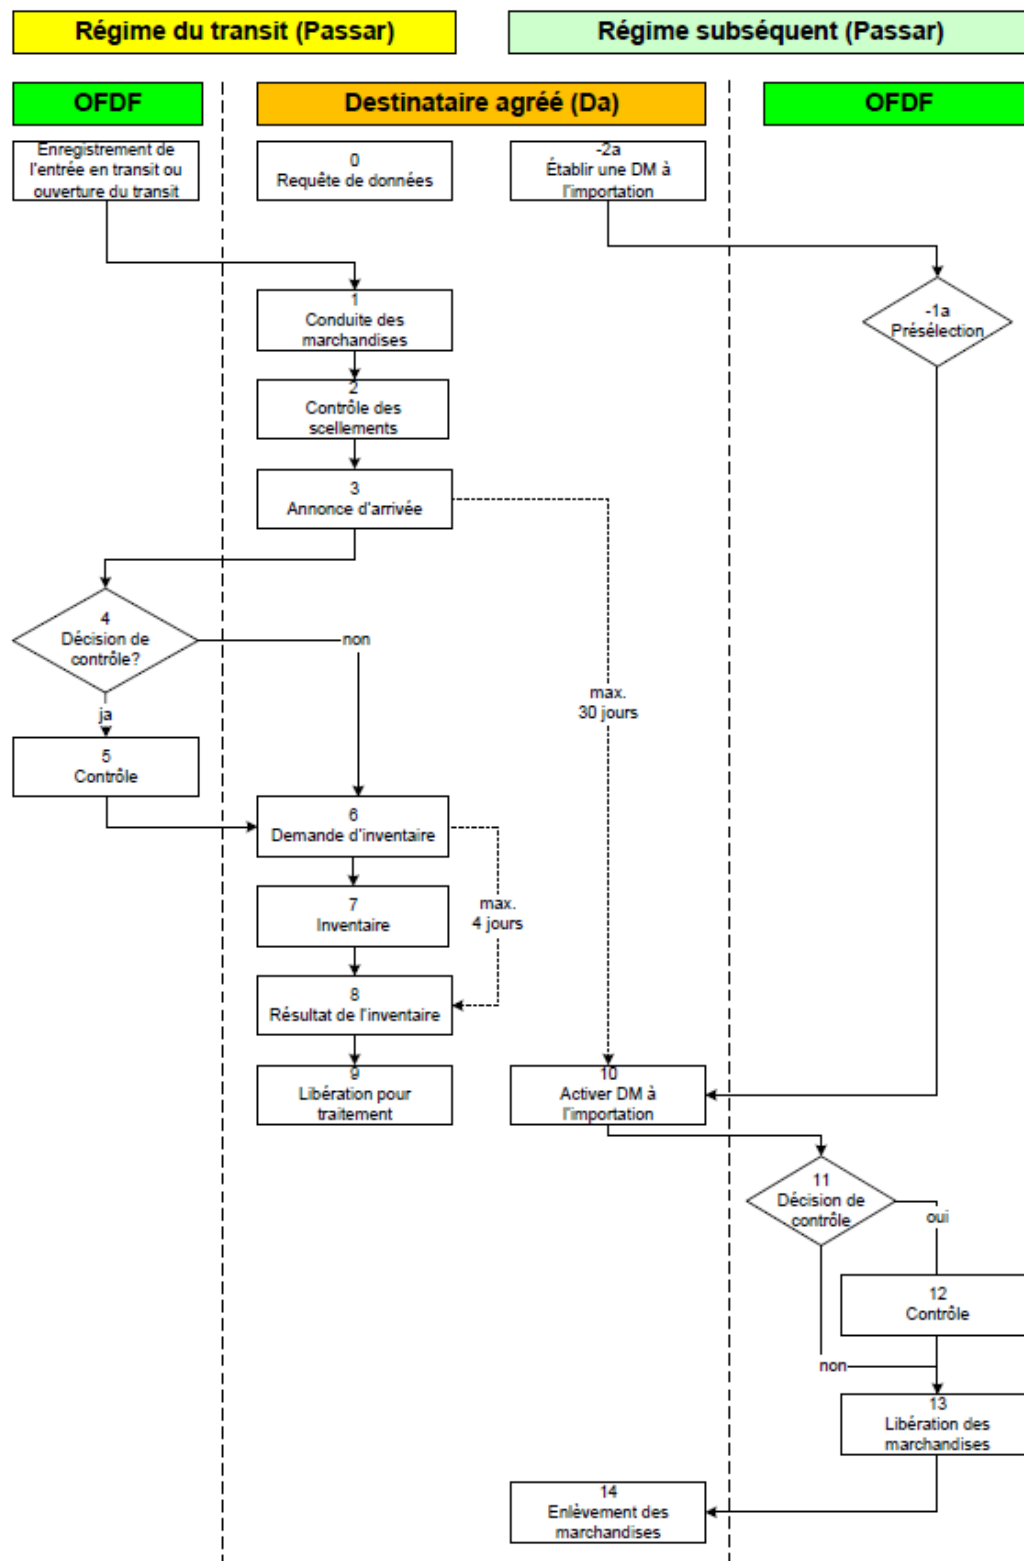 Régime du transit (Passar)
Régime subséquent (Passar)
OFDF
Destinataire agréé (Da)
OFDF
Enregistrement de
l'entrée en transit ou
ouverture du transit
0
Requête de données
-2a
Établir une DM à
l'importation
-1a
Présélection
1
Conduite des
marchandises
2
Contrôle des
scellements
3
Annonce d'arrivée
4
Décision de
contrôle?
non
ja
max.
30 jours
5
Contrôle
6
Demande d'inventaire
7
Inventaire
max.
4 jours
8
Résultat de l'inventaire
9
Libération pour
traitement
10
Activer DM à
l'importation
11
Décision de
contrôle
oui
12
Contrôle
non
13
Libération des
marchandises
14
Enlèvement des
marchandises